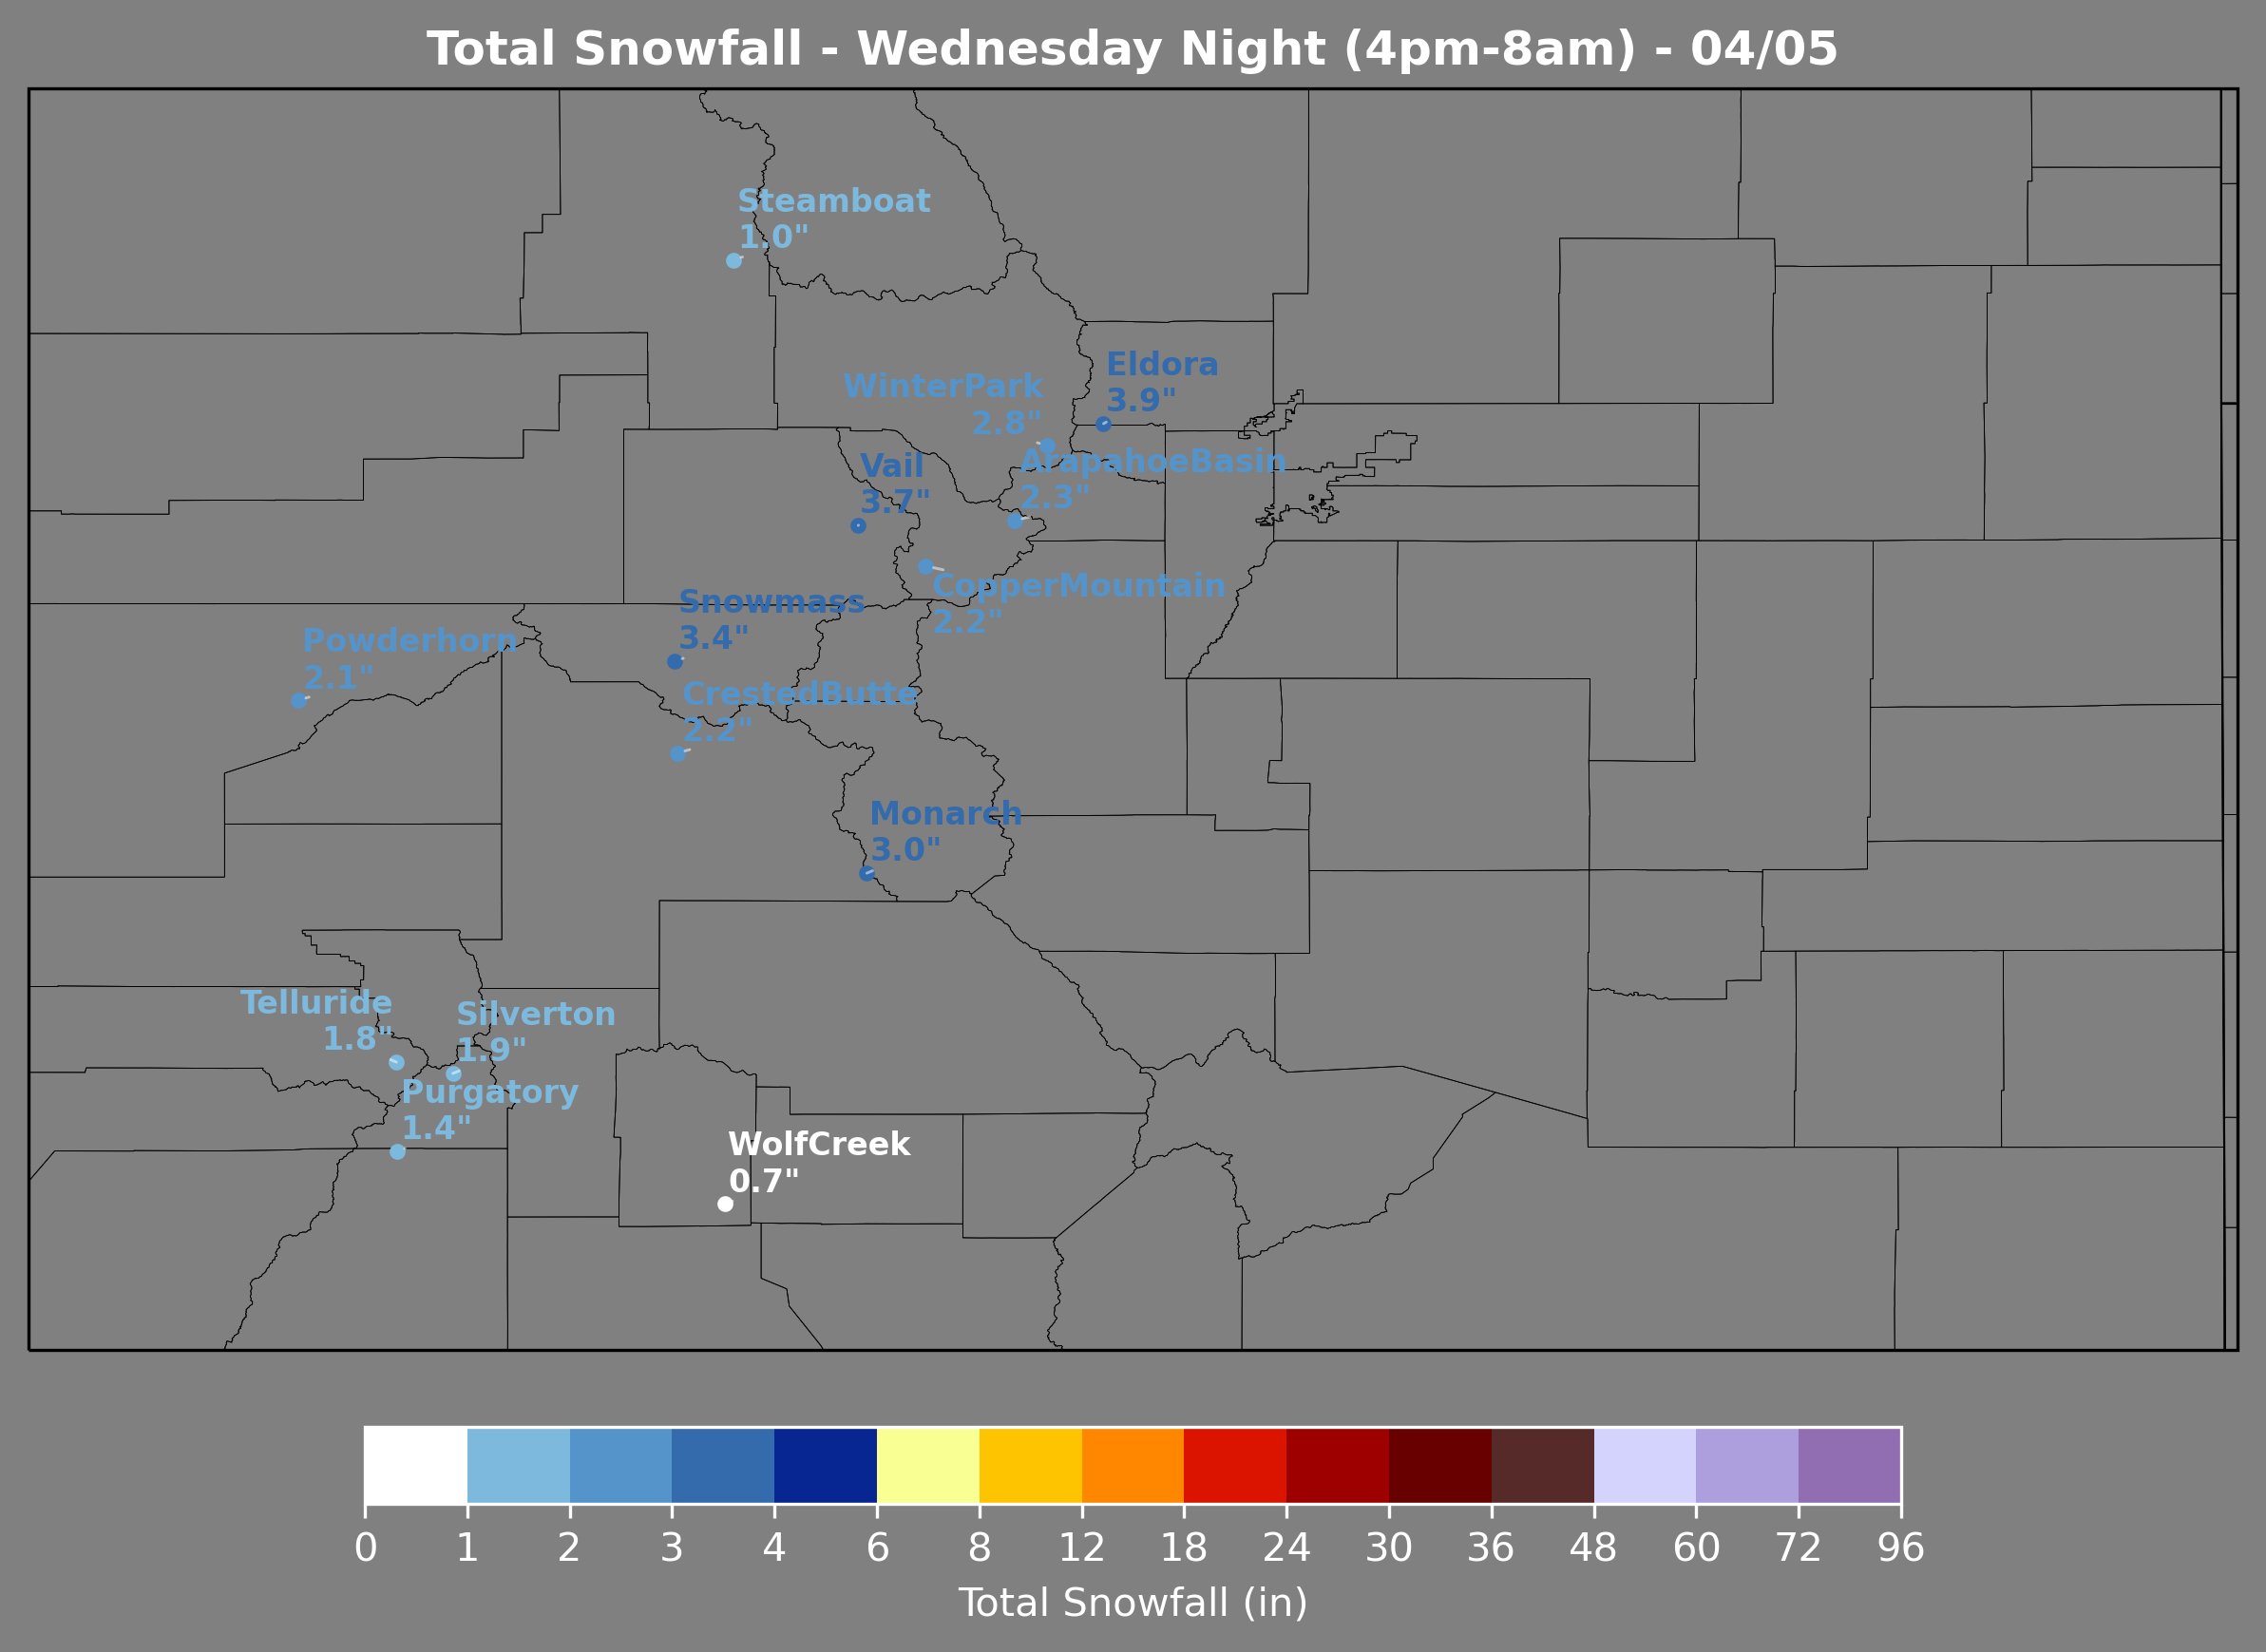 Total Snowfall - Wednesday Night (4pm-8am) - 04/05
Steamboat
1.0"
Eldora
3.9"
WinterPark
2.8"
Vail
3.7"
ArapahoeBasin
2.3"
CopperMountain
2.2"
Snowmass
3.4"
Powderhorn
2.1"
CrestedButte
2.2"
Monarch
3.0"
Telluride
1.8"
Silverton
1.9"
Purgatory
1.4"
WolfCreek
0.7"
0 1 2 3 4 6 8 12 18 24 30 36 48 60 72 96
Total Snowfall (in)